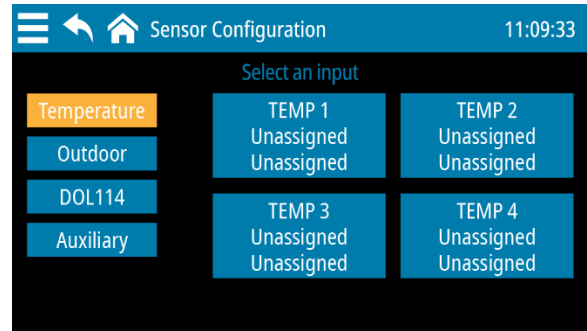 Sensor Configuration 11:09:33
Select an input
Temperature
Outdoor
DOL114
Auxiliary
TEMP 1
Unassigned
Unassigned
TEMP 2
Unassigned
Unassigned
TEMP 3
Unassigned
Unassigned
TEMP 4
Unassigned
Unassigned